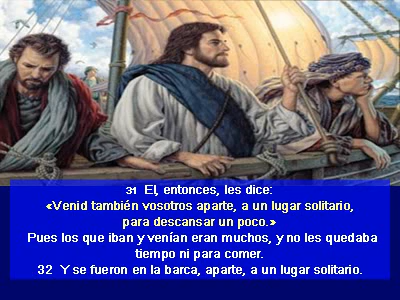 31 El, entonces, les dice:
«Venid también vosotros aparte, a un lugar solitario,
para descansar un poco.»
Pues los que iban y venían eran muchos, y no les quedaba
tiempo ni para comer.
32 Y se fueron en la barca, aparte, a un lugar solitario.